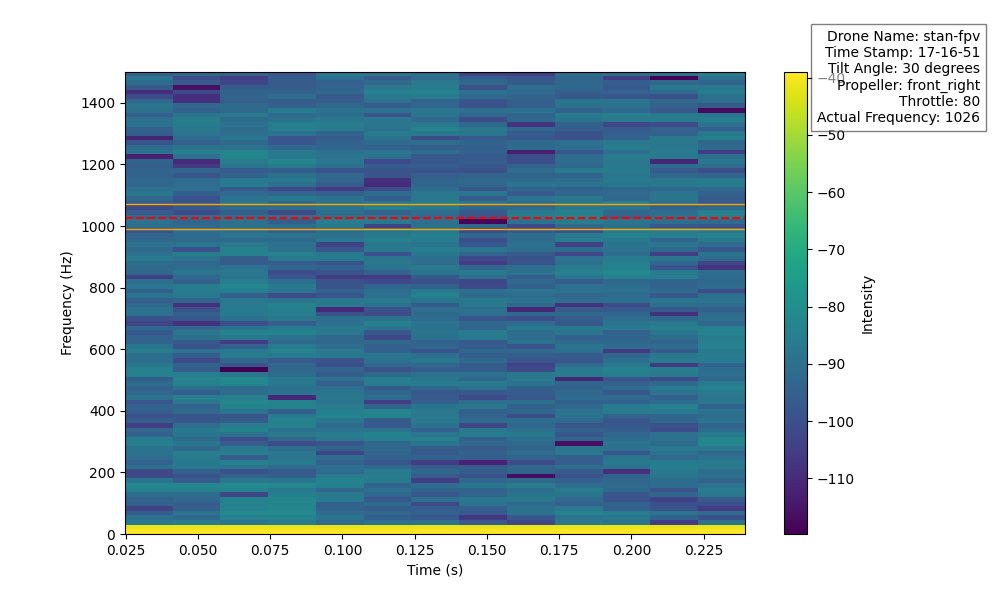 Drone Name: stan-fpv
Time Stamp: 17-16-51
Tilt Angle: 30 degrees
Propeller: front_right
Throttle: 80
Actual Frequency: 1026
1400
1200
1000
800
600
400
200
0
Frequency (Hz)
0.025 0.050 0.075 0.100 0.125 0.150 0.175 0.200 0.225
Time (s)
−40
−50
−60
−70
−80
−90
−100
−110
Intensity